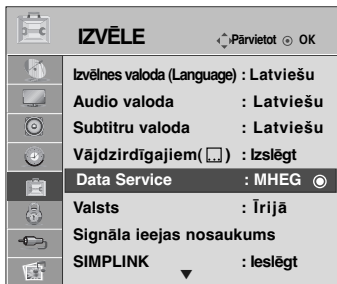 IZVĒLE Pārvietot OK
Izvēlnes valoda (Language) : Latviešu
Audio valoda : Latviešu
Subtitru valoda : Latviešu
Vājdzirdīgajiem( ) : Izslēgt
Data Service : MHEG
Valsts : Īrijā
Signāla ieejas nosaukums
SIMPLINK : Ieslēgt